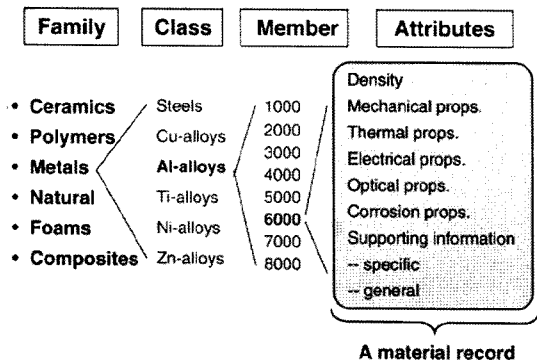 Family Class Member Attributes
• Ceramics
• Polymers
• Metals
• Natural
• Foams
• Composites
Steels
Cu-alloys
Al-alloys
Ti-alloys
Ni-alloys
Zn-alloys
1000
2000
3000
4000
5000
6000
7000
8000
Density
Mechanical props.
Thermal props.
Electrical props.
Optical props.
Corrosion props.
Supporting information
-- specific
-- general
A material record